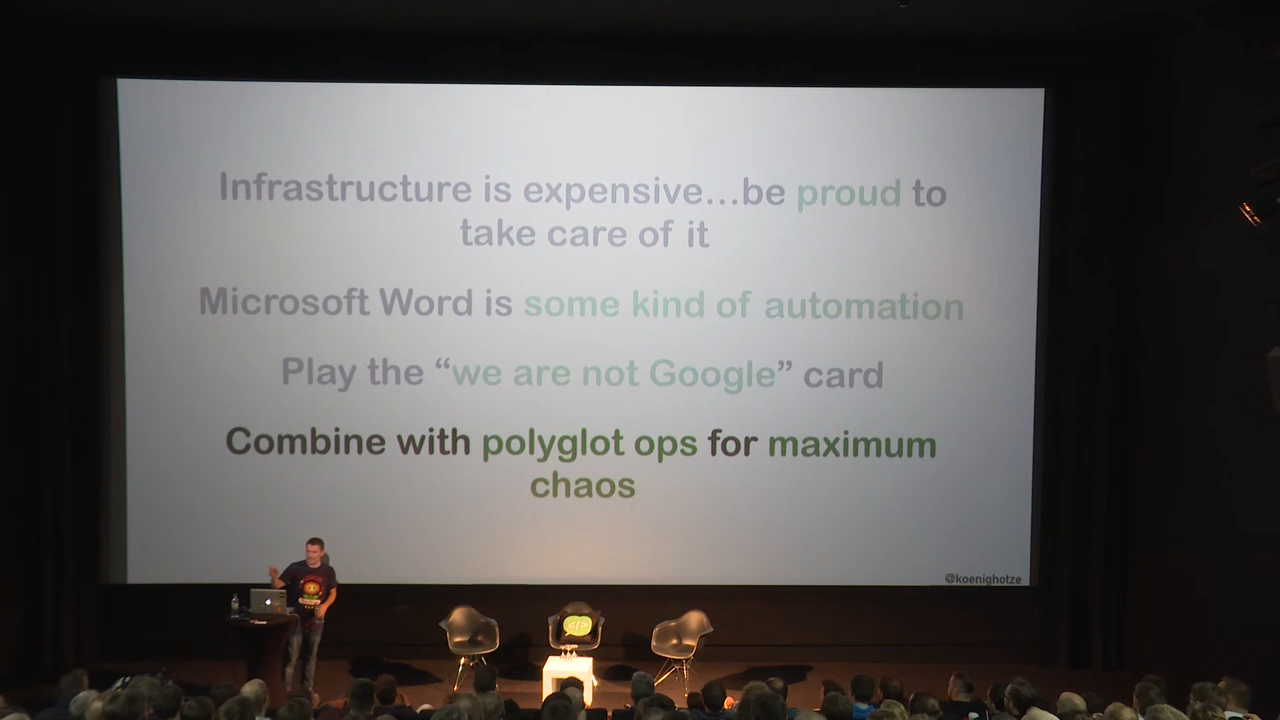 Infrastructure is expensive...be proud to
take care of it
Microsoft Word is some kind of automation
Play the “we are not Google” card
Combine with polyglot ops for maximum
chaos
@koenighotze
</>